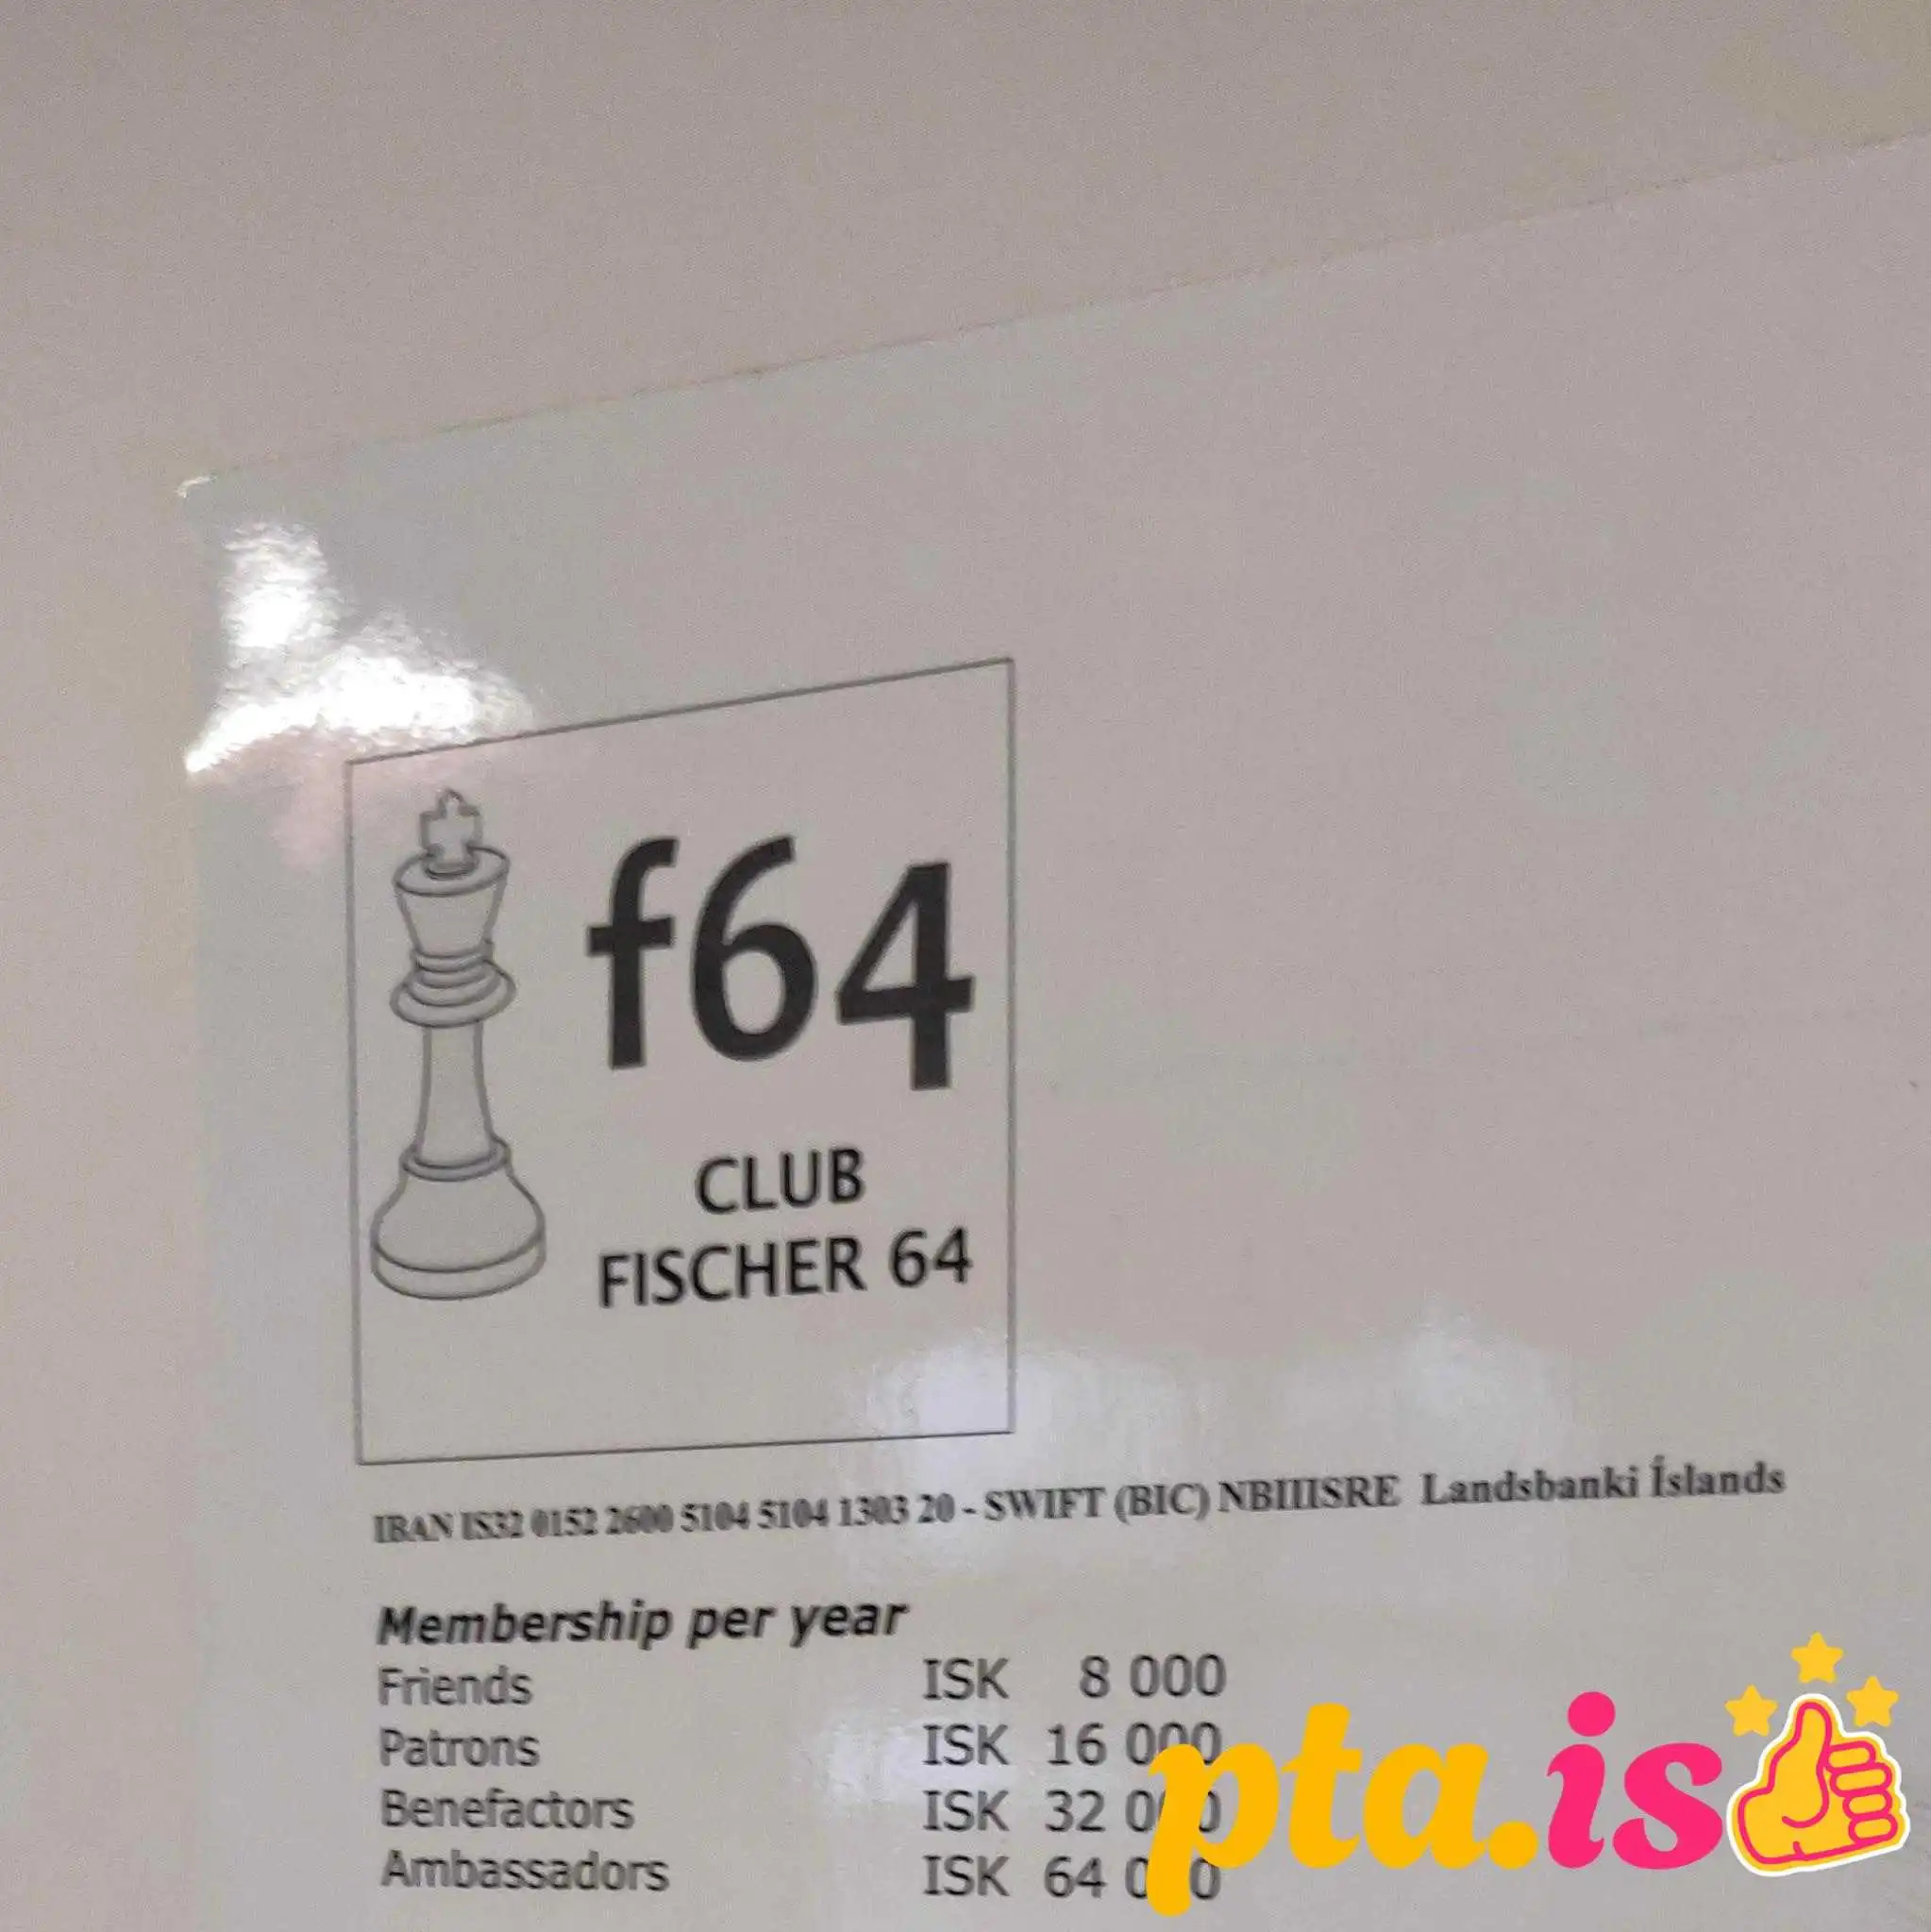 f64
CLUB
FISCHER 64
IBAN IS32 0152 2600 5104 5104 1303 20 - SWIFT (BIC) NBIIISRE Landsbanki Íslands
Membership per year
Friends ISK 8 000
Patrons ISK 16 000
Benefactors ISK 32 000
Ambassadors ISK 64 000
pta.is